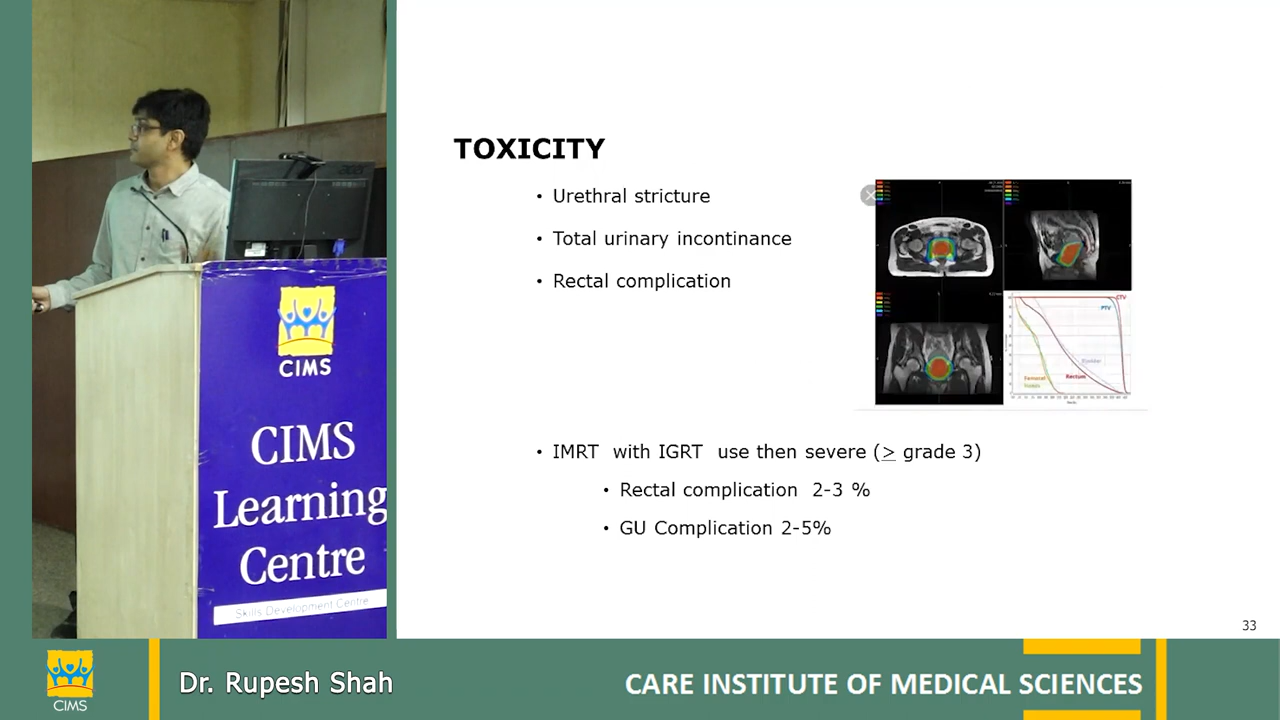 TOXICITY
• Urethral stricture
• Total urinary incontinance
• Rectal complication
CTV
PTV
Bladder
Rectum
Femoral
• IMRT with IGRT use then severe (≥ grade 3)
• Rectal complication 2-3 %
• GU Complication 2-5%
33
CIMS
CIMS
Learning
Centre
Skills Development Centre
CIMS
Dr. Rupesh Shah
CARE INSTITUTE OF MEDICAL SCIENCES